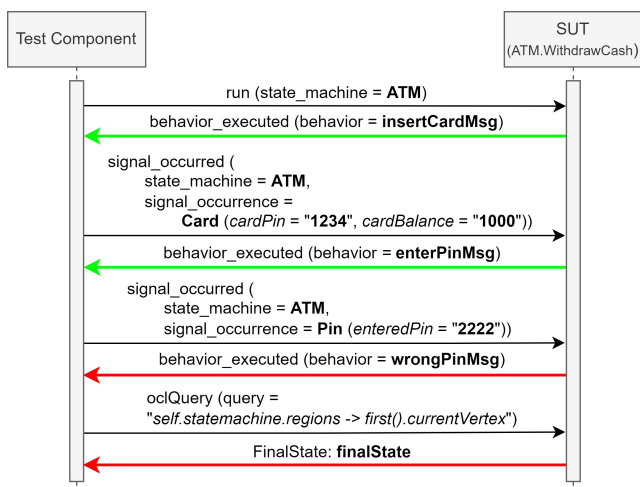 Test Component
SUT
(ATM.WithdrawCash)
run (state_machine = ATM)
behavior_executed (behavior = insertCardMsg)
signal_occurred (
state_machine = ATM,
signal_occurrence =
Card (cardPin = "1234", cardBalance = "1000"))
behavior_executed (behavior = enterPinMsg)
signal_occurred (
state_machine = ATM,
signal_occurrence = Pin (enteredPin = "2222"))
behavior_executed (behavior = wrongPinMsg)
oclQuery (query =
"self.statemachine.regions -> first().currentVertex")
FinalState: finalState